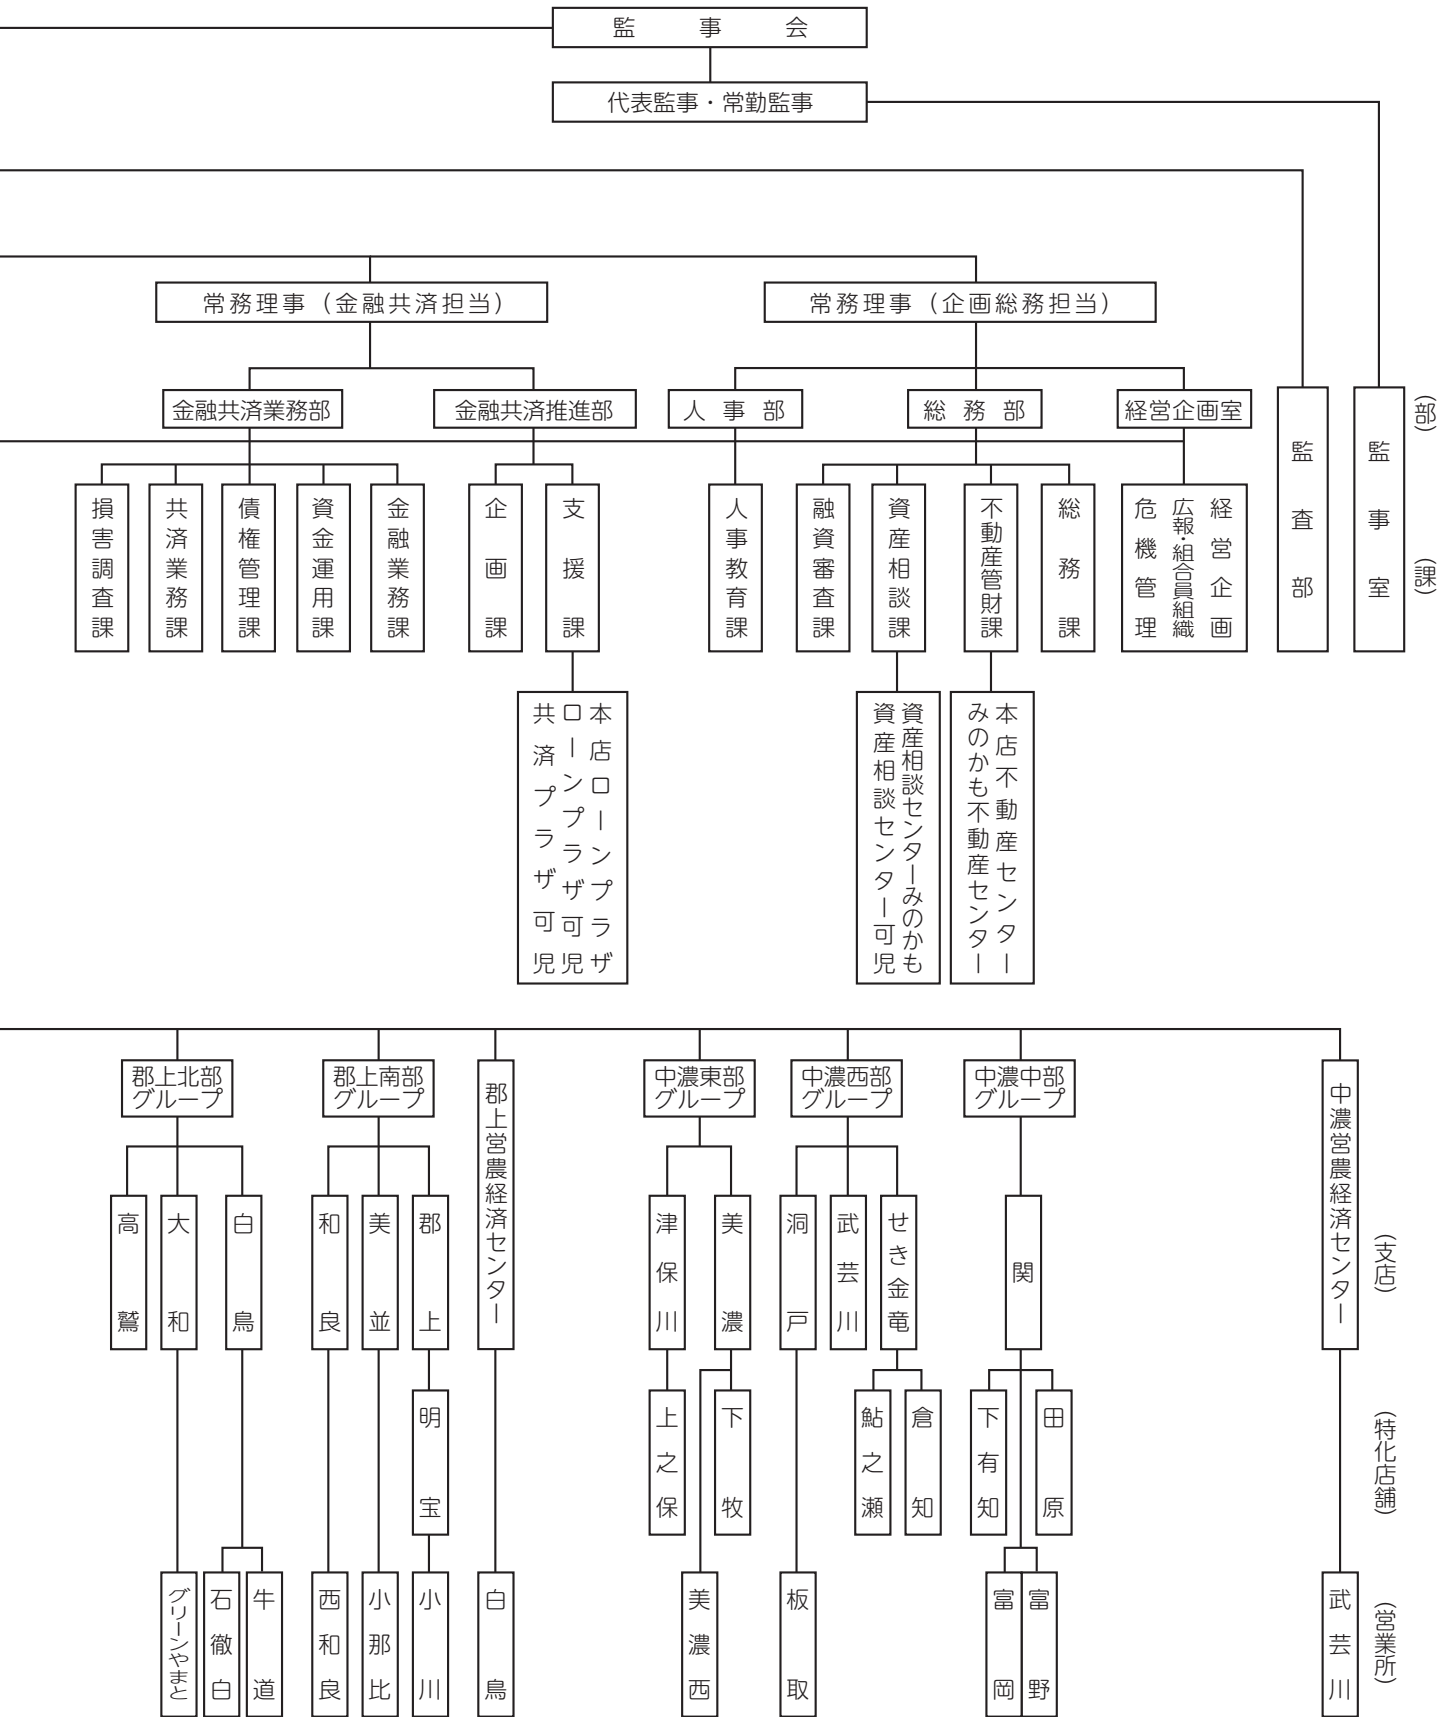 監事会
代表監事・常勤監事
常務理事（金融共済担当）
常務理事（企画総務担当）
金融共済業務部
金融共済推進部
人事部
総務部
経営企画室
監査部
監事室
（部）
（課）
損害調査課
共済業務課
債権管理課
資金運用課
金融業務課
企画課
支援課
人事教育課
融資審査課
資産相談課
不動産管財課
総務課
経営企画
広報・組合員組織
危機管理
本店ローンプラザ
ローンプラザ可児
共済プラザ可児
資産相談センターみのかも
資産相談センター可児
本店不動産センター
みのかも不動産センター
郡上北部
グループ
郡上南部
グループ
郡上営農経済センター
中濃東部
グループ
中濃西部
グループ
中濃中部
グループ
中濃営農経済センター
（支店）
高鷲
大和
白鳥
和良
美並
郡上
津保川
美濃
洞戸
武芸川
せき金竜
関
（特化店舗）
明宝
上之保
下牧
鮎之瀬
倉知
下有知
田原
（営業所）
グリーンやまと
石徹白
牛道
西和良
小那比
小川
白鳥
美濃西
板取
富岡
富野
武芸川